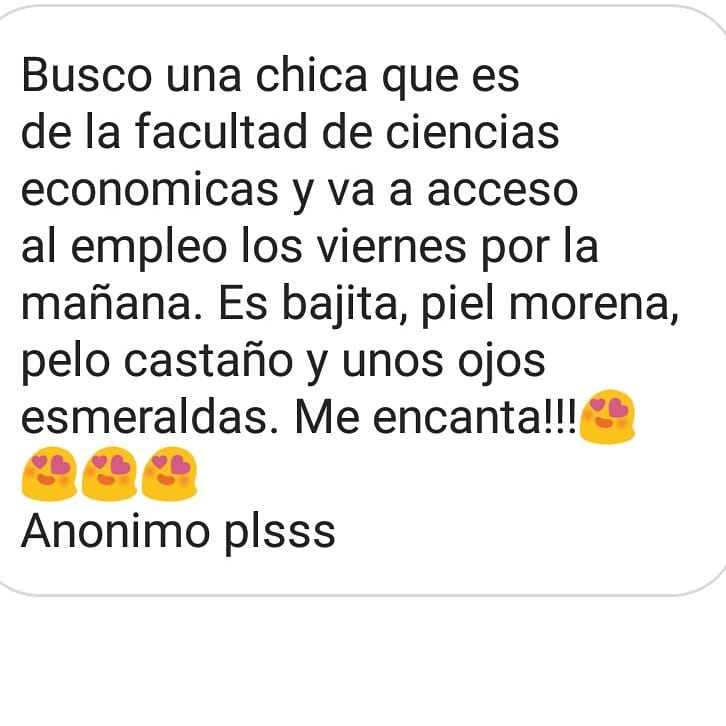 Busco una chica que es
de la facultad de ciencias
economicas y va a acceso
al empleo los viernes por la
mañana. Es bajita, piel morena,
pelo castaño y unos ojos
esmeraldas. Me encanta!!!😍
😍😍😍
Anonimo plsss